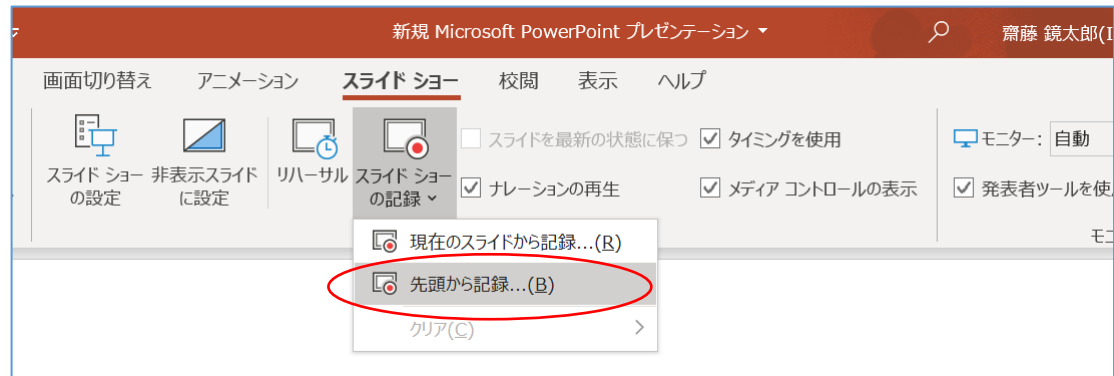 新規 Microsoft PowerPoint プレゼンテーション
齋藤 鏡太郎(I
画面切り替え アニメーション スライド ショー 校閲 表示 ヘルプ
スライド ショー
の設定
非表示スライド
に設定
リハーサル
スライド ショー
の記録
スライドを最新の状態に保つ
ナレーションの再生
タイミングを使用
メディア コントロールの表示
モニター: 自動
発表者ツールを使
モニ
現在のスライドから記録...(R)
先頭から記録...(B)
クリア(C)